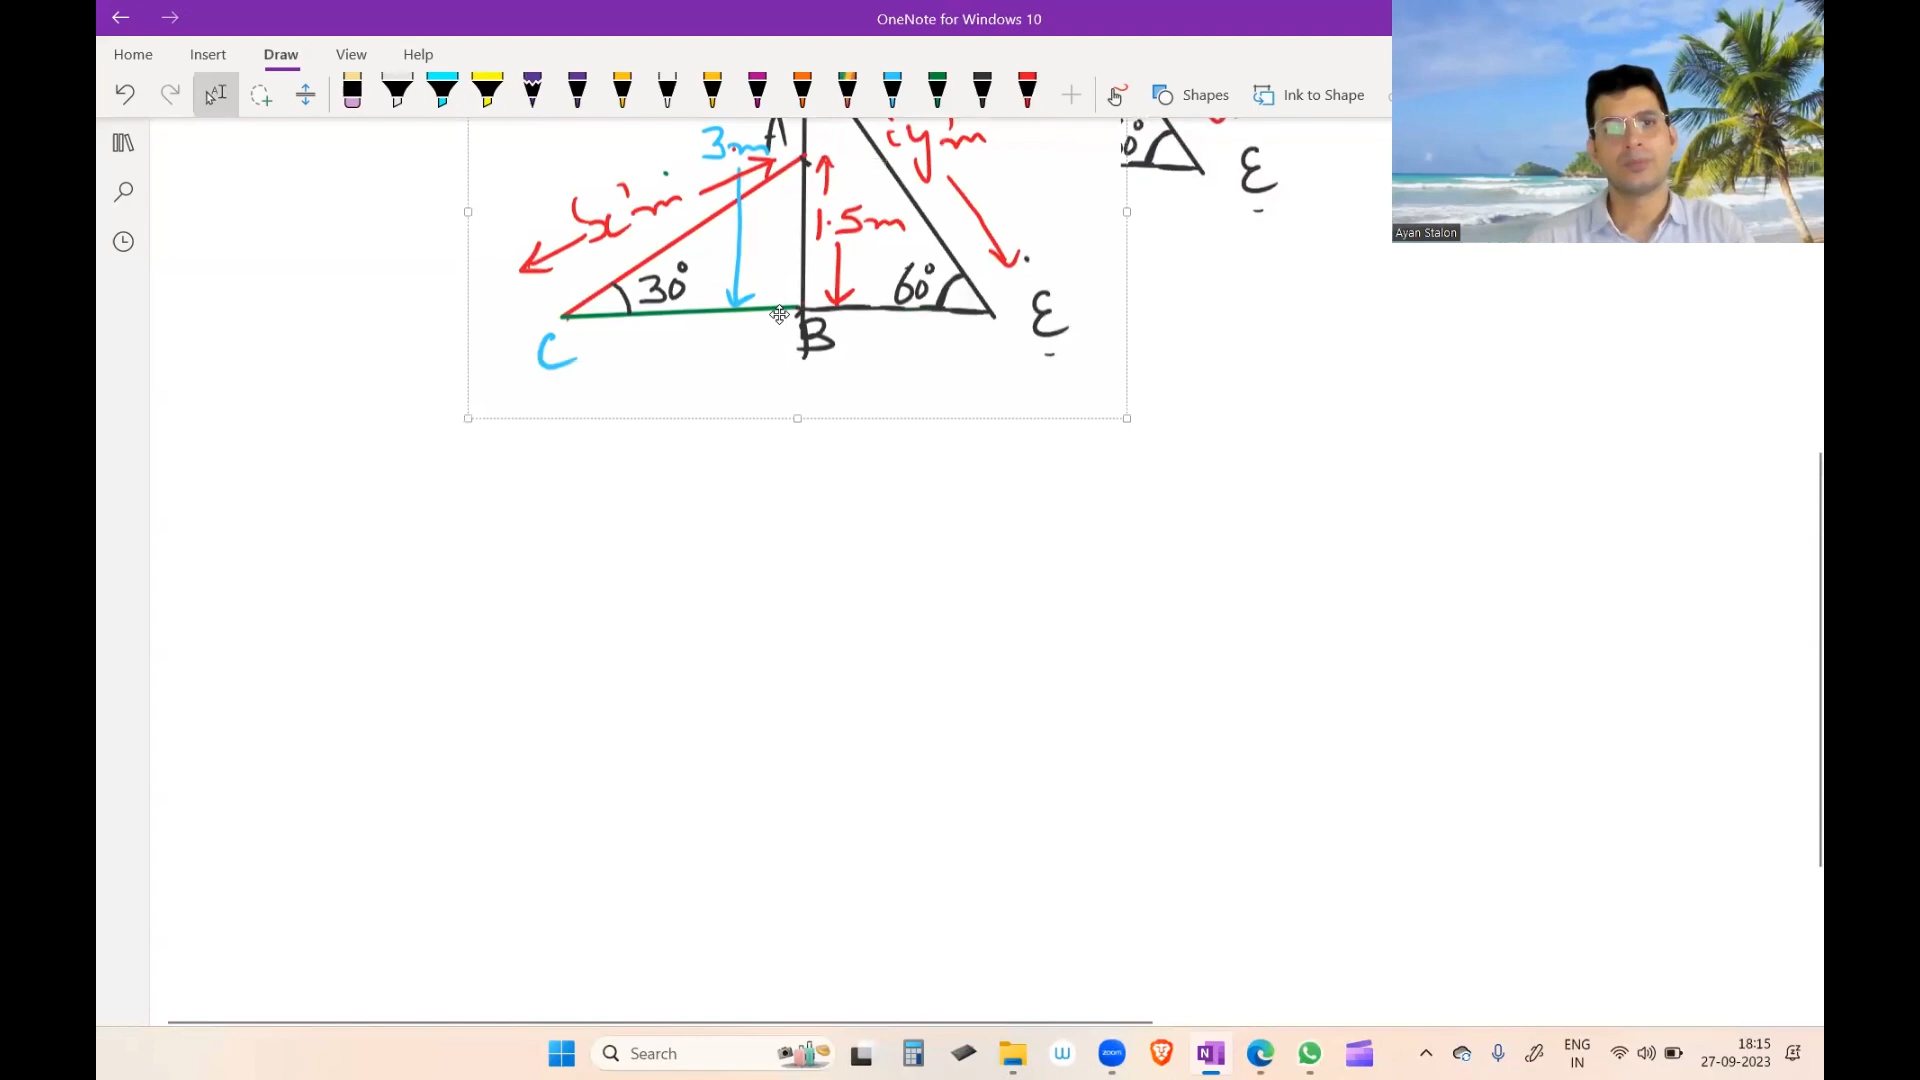 OneNote for Windows 10
Home Insert Draw View Help
Shapes Ink to Shape
Ayan Stalon
3m A 'y'm
'x'm 1.5m
30° 60° E
C B E
Search
ENG
IN
18:15
27-09-2023
zoom